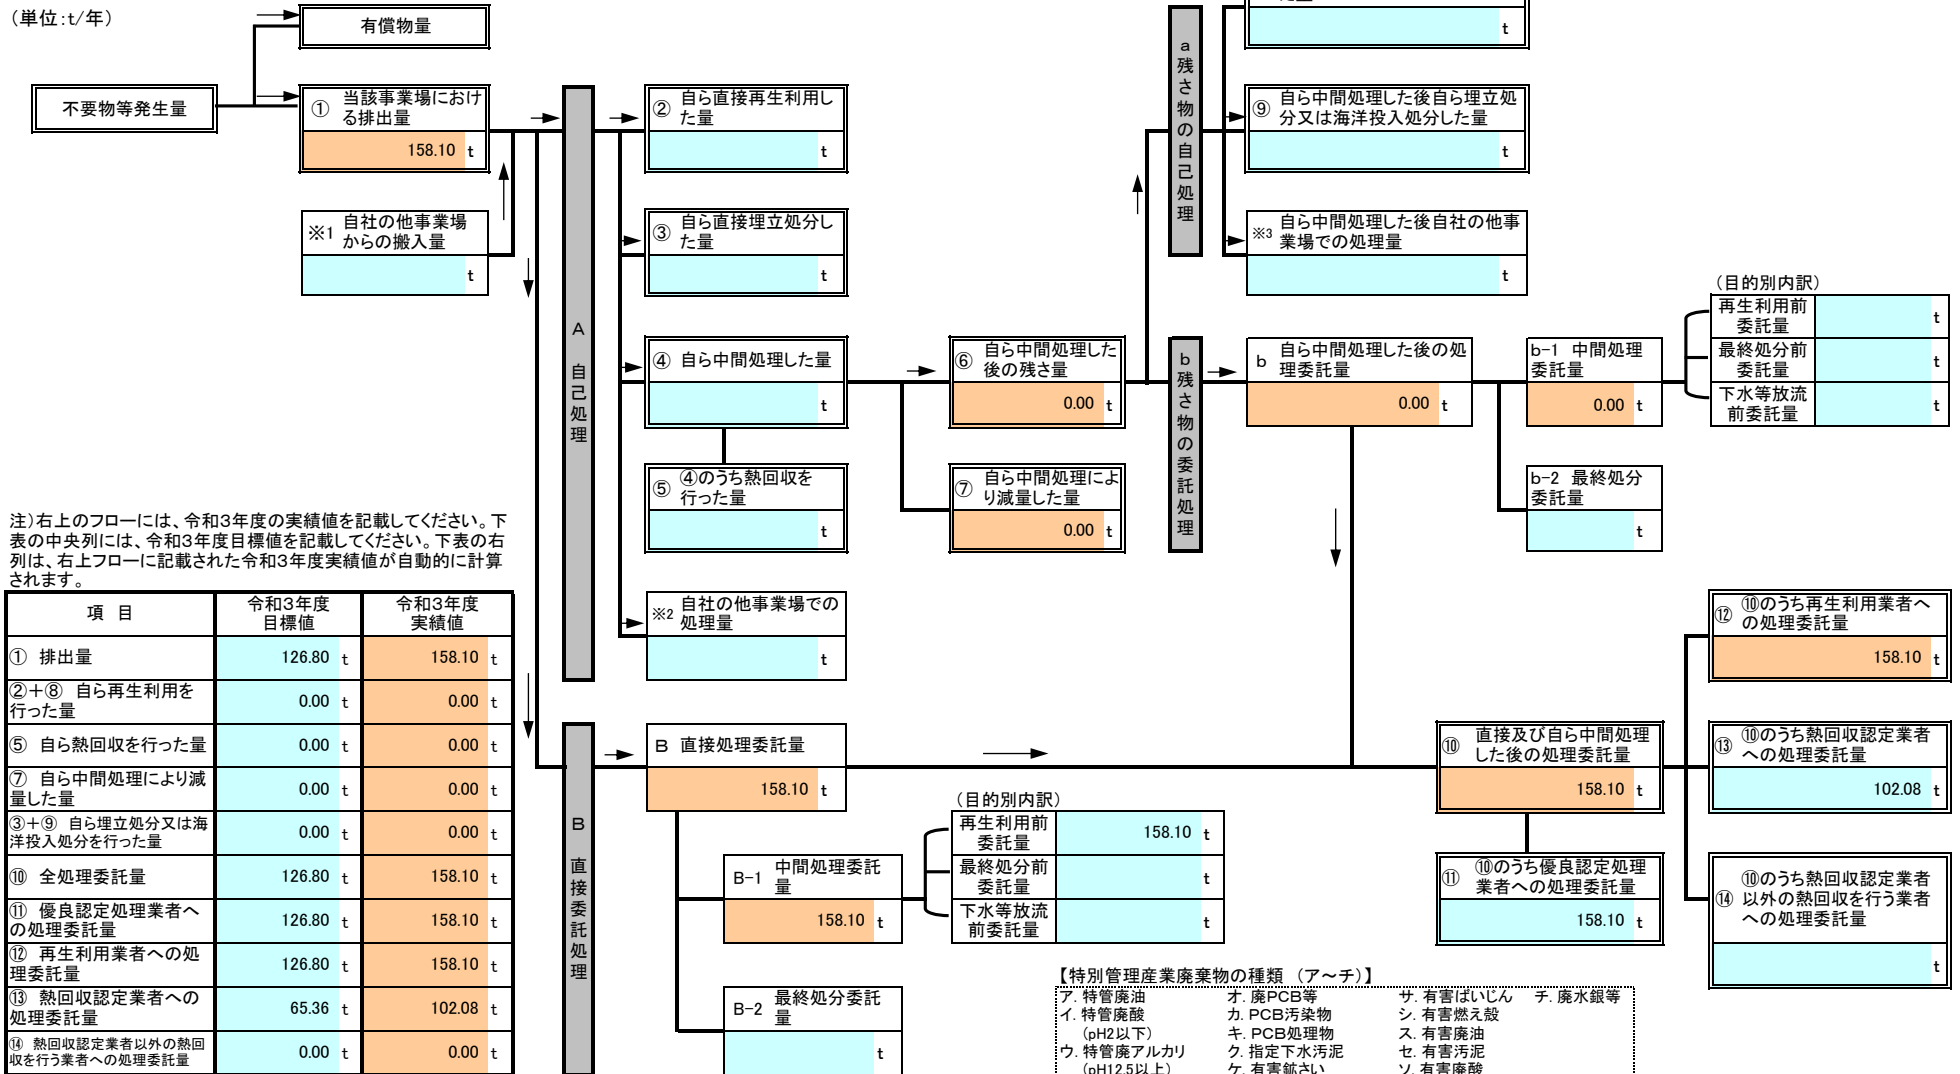 (単位:t/年)
有償物量
不要物等発生量
① 当該事業場におけ
る排出量
158.10 t
※1 自社の他事業場
からの搬入量
t
A 自己処理
② 自ら直接再生利用し
た量
t
③ 自ら直接埋立処分し
た量
t
④ 自ら中間処理した量
t
⑤ ④のうち熱回収を
行った量
t
※2 自社の他事業場での
処理量
t
⑥ 自ら中間処理した
後の残さ量
0.00 t
⑦ 自ら中間処理によ
り減量した量
0.00 t
a 残さ物の自己処理
t
⑨ 自ら中間処理した後自ら埋立処
分又は海洋投入処分した量
t
※3 自ら中間処理した後自社の他事
業場での処理量
t
b 残さ物の委託処理
b 自ら中間処理した後の処
理委託量
0.00 t
b-1 中間処理
委託量
0.00 t
b-2 最終処分
委託量
t
(目的別内訳)
再生利用前
委託量 t
最終処分前
委託量 t
下水等放流
前委託量 t
注)右上のフローには、令和3年度の実績値を記載してください。下
表の中央列には、令和3年度目標値を記載してください。下表の右
列は、右上フローに記載された令和3年度実績値が自動的に計算
されます。
項 目 令和3年度 令和3年度
目標値 実績値
① 排出量 126.80 t 158.10 t
②+⑧ 自ら再生利用を
行った量 0.00 t 0.00 t
⑤ 自ら熱回収を行った量 0.00 t 0.00 t
⑦ 自ら中間処理により減
量した量 0.00 t 0.00 t
③+⑨ 自ら埋立処分又は海
洋投入処分を行った量 0.00 t 0.00 t
⑩ 全処理委託量 126.80 t 158.10 t
⑪ 優良認定処理業者へ
の処理委託量 126.80 t 158.10 t
⑫ 再生利用業者への処
理委託量 126.80 t 158.10 t
⑬ 熱回収認定業者への
処理委託量 65.36 t 102.08 t
⑭ 熱回収認定業者以外の熱回
収を行う業者への処理委託量 0.00 t 0.00 t
B 直接委託処理
B 直接処理委託量
158.10 t
B-1 中間処理委託
量
158.10 t
B-2 最終処分委託
量
t
(目的別内訳)
再生利用前
委託量 158.10 t
最終処分前
委託量 t
下水等放流
前委託量 t
⑩ 直接及び自ら中間処理
した後の処理委託量
158.10 t
⑪ ⑩のうち優良認定処理
業者への処理委託量
158.10 t
⑫ ⑩のうち再生利用業者へ
の処理委託量
158.10 t
⑬ ⑩のうち熱回収認定業者
への処理委託量
102.08 t
⑭ ⑩のうち熱回収認定業者
以外の熱回収を行う業者
への処理委託量
t
【特別管理産業廃棄物の種類 (ア~チ)】
ア. 特管廃油 オ. 廃PCB等 サ. 有害ばいじん チ. 廃水銀等
イ. 特管廃酸 カ. PCB汚染物 シ. 有害燃え殻
(pH2以下) キ. PCB処理物 ス. 有害廃油
ウ. 特管廃アルカリ ク. 指定下水汚泥 セ. 有害汚泥
(pH12.5以上) ケ. 有害鉱さい ソ. 有害廃酸